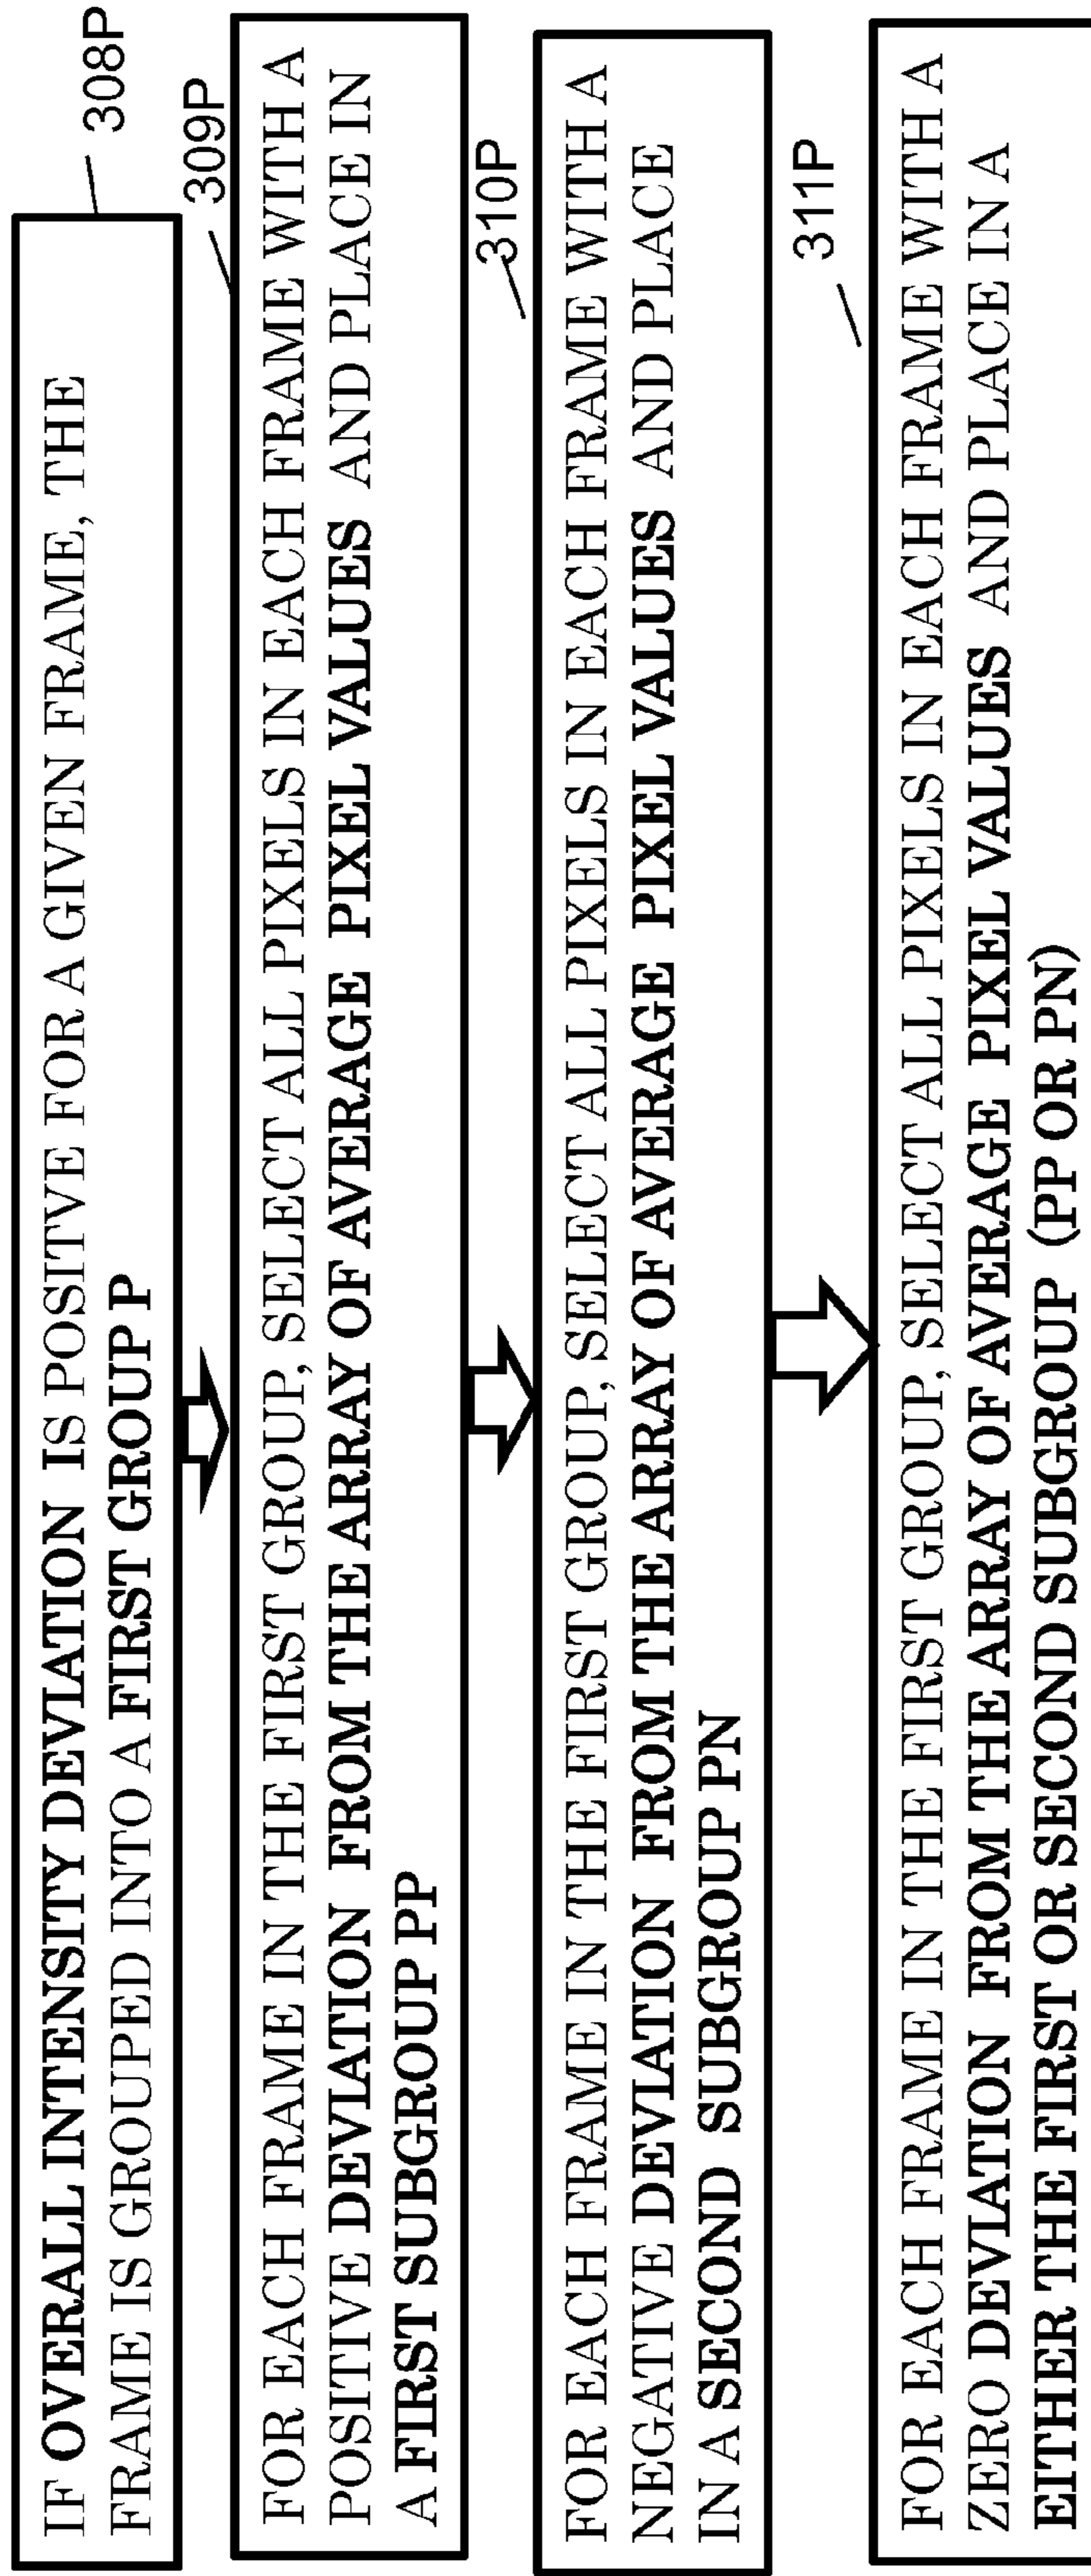 IF OVERALL INTENSITY DEVIATION IS POSITVE FOR A GIVEN FRAME, THE
FRAME IS GROUPED INTO A FIRST GROUP P
308P
309P
FOR EACH FRAME IN THE FIRST GROUP, SELECT ALL PIXELS IN EACH FRAME WITH A
POSITIVE DEVIATION FROM THE ARRAY OF AVERAGE PIXEL VALUES AND PLACE IN
A FIRST SUBGROUP PP
310P
FOR EACH FRAME IN THE FIRST GROUP, SELECT ALL PIXELS IN EACH FRAME WITH A
NEGATIVE DEVIATION FROM THE ARRAY OF AVERAGE PIXEL VALUES AND PLACE
IN A SECOND SUBGROUP PN
311P
FOR EACH FRAME IN THE FIRST GROUP, SELECT ALL PIXELS IN EACH FRAME WITH A
ZERO DEVIATION FROM THE ARRAY OF AVERAGE PIXEL VALUES AND PLACE IN A
EITHER THE FIRST OR SECOND SUBGROUP (PP OR PN)